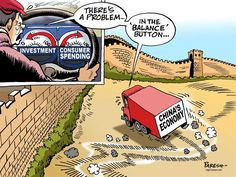 THERE'S
A PROBLEM...
IN THE
'BALANCE'
BUTTON...
INVESTMENT
CONSUMER
SPENDING
CHINA'S
ECONOMY
PARESH